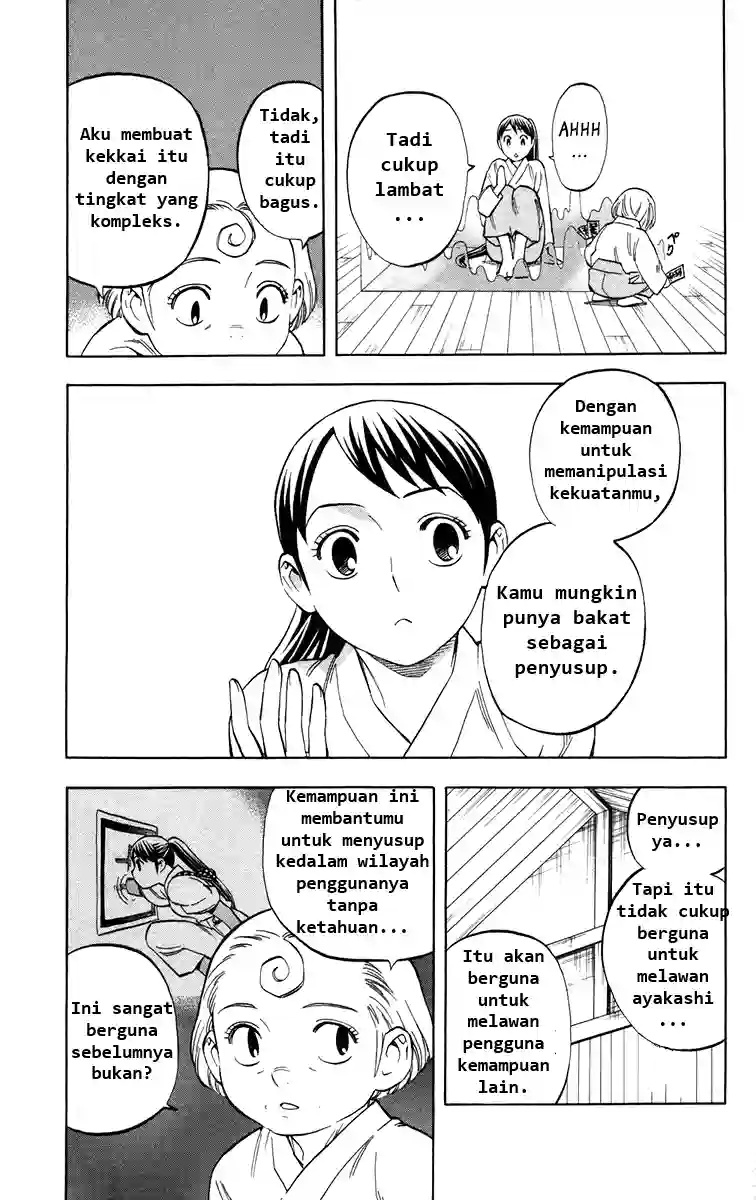 AHHH
...
Tadi
cukup
lambat
...
Tidak,
tadi
itu
cukup
bagus.
Aku membuat
kekkai itu
dengan
tingkat yang
kompleks.
Dengan
kemampuan
untuk
memanipulasi
kekuatanmu,
Kamu mungkin
punya bakat
sebagai
penyusup.
Penyusup
ya...
Tapi itu
tidak cukup
berguna
untuk
melawan
ayakashi
...
Itu akan
berguna
untuk
melawan
pengguna
kemampuan
lain.
Kemampuan ini
membantumu
untuk menyusup
kedalam wilayah
penggunanya
tanpa
ketahuan...
Ini sangat
berguna
sebelumnya
bukan?